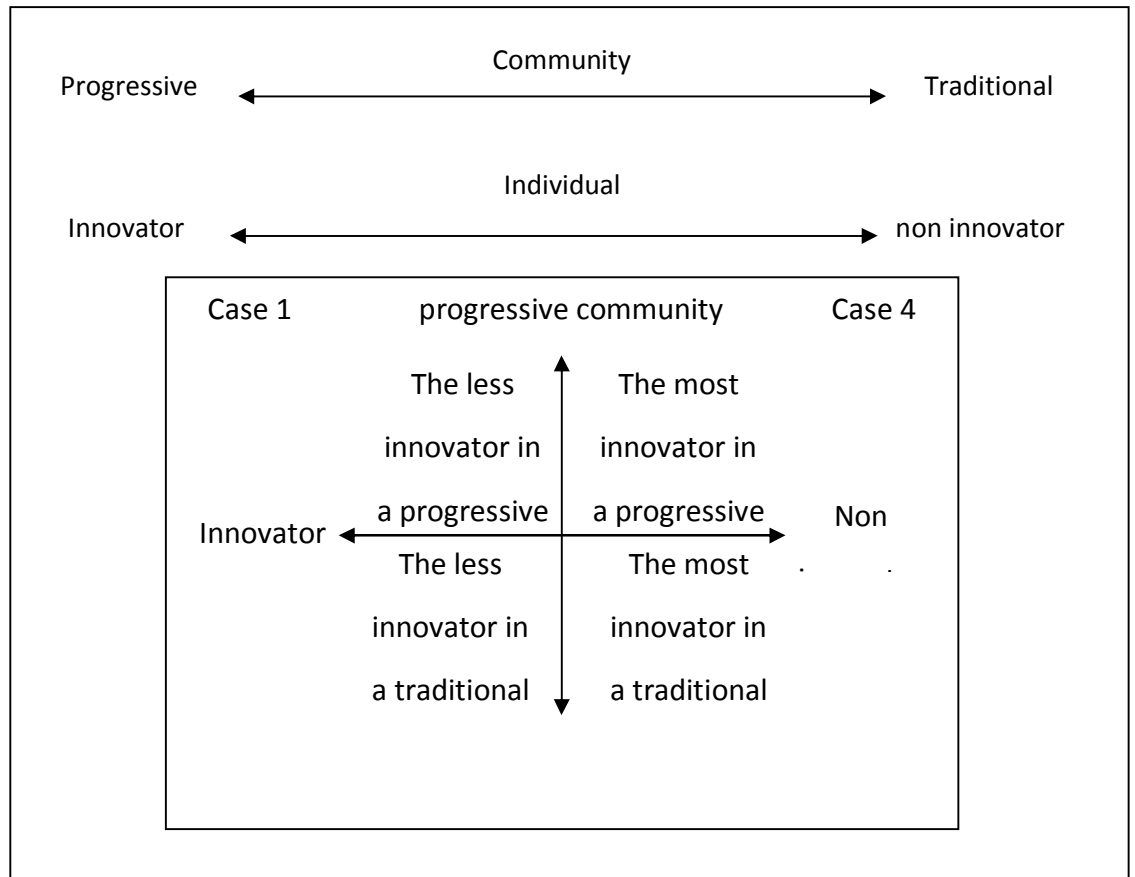 Community
Progressive Traditional
Individual
Innovator non innovator
Case 1 progressive community Case 4
The less The most
innovator in innovator in
a progressive a progressive
Innovator Non
The less The most
innovator in innovator in
a traditional a traditional